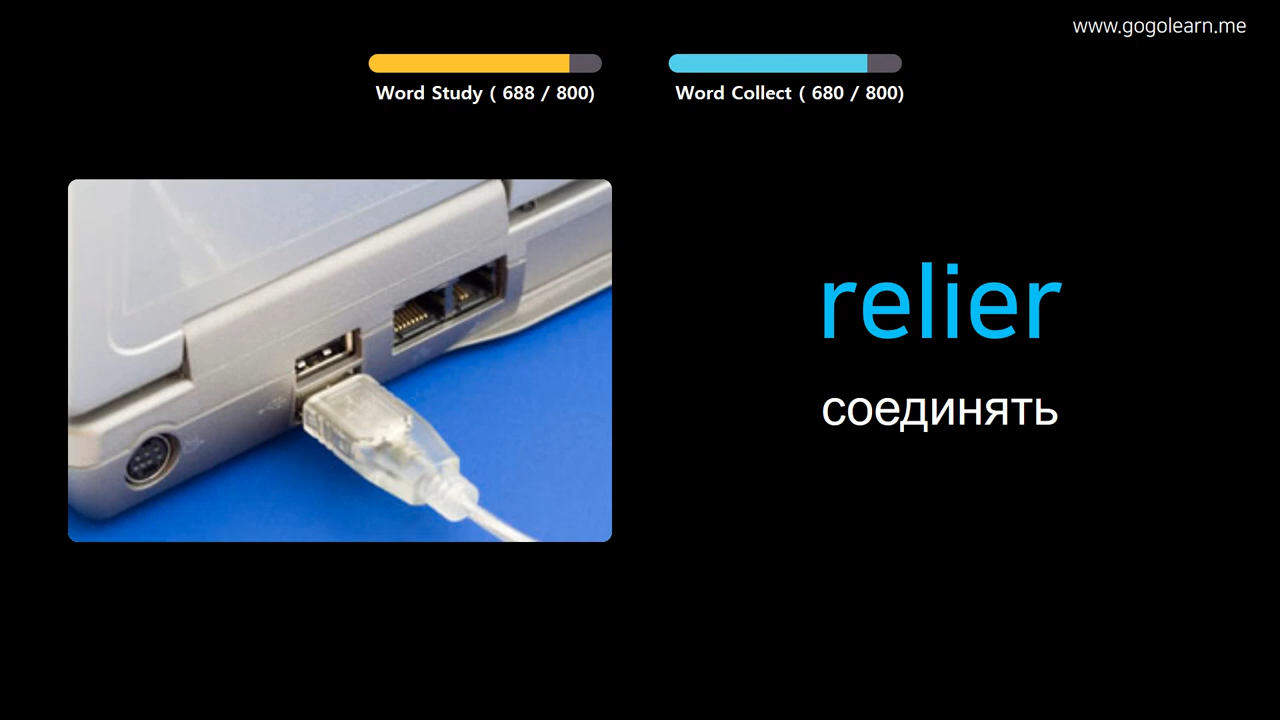 www.gogolearn.me
Word Study ( 688 / 800)
Word Collect ( 680 / 800)
relier
соединять